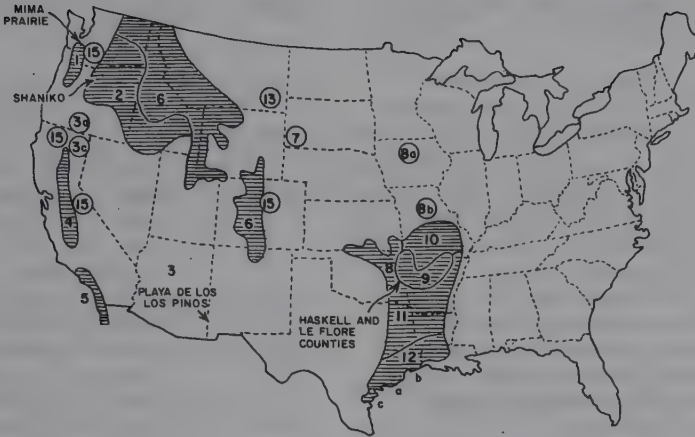 MIMA
PRAIRIE
1
15
SHANIKO
2
6
13
3a
15
3c
7
8a
4
15
6
15
8b
10
8
9
3
PLAYA DE LOS
LOS PINOS
5
HASKELL AND
LE FLORE
COUNTIES
11
12
a
b
c